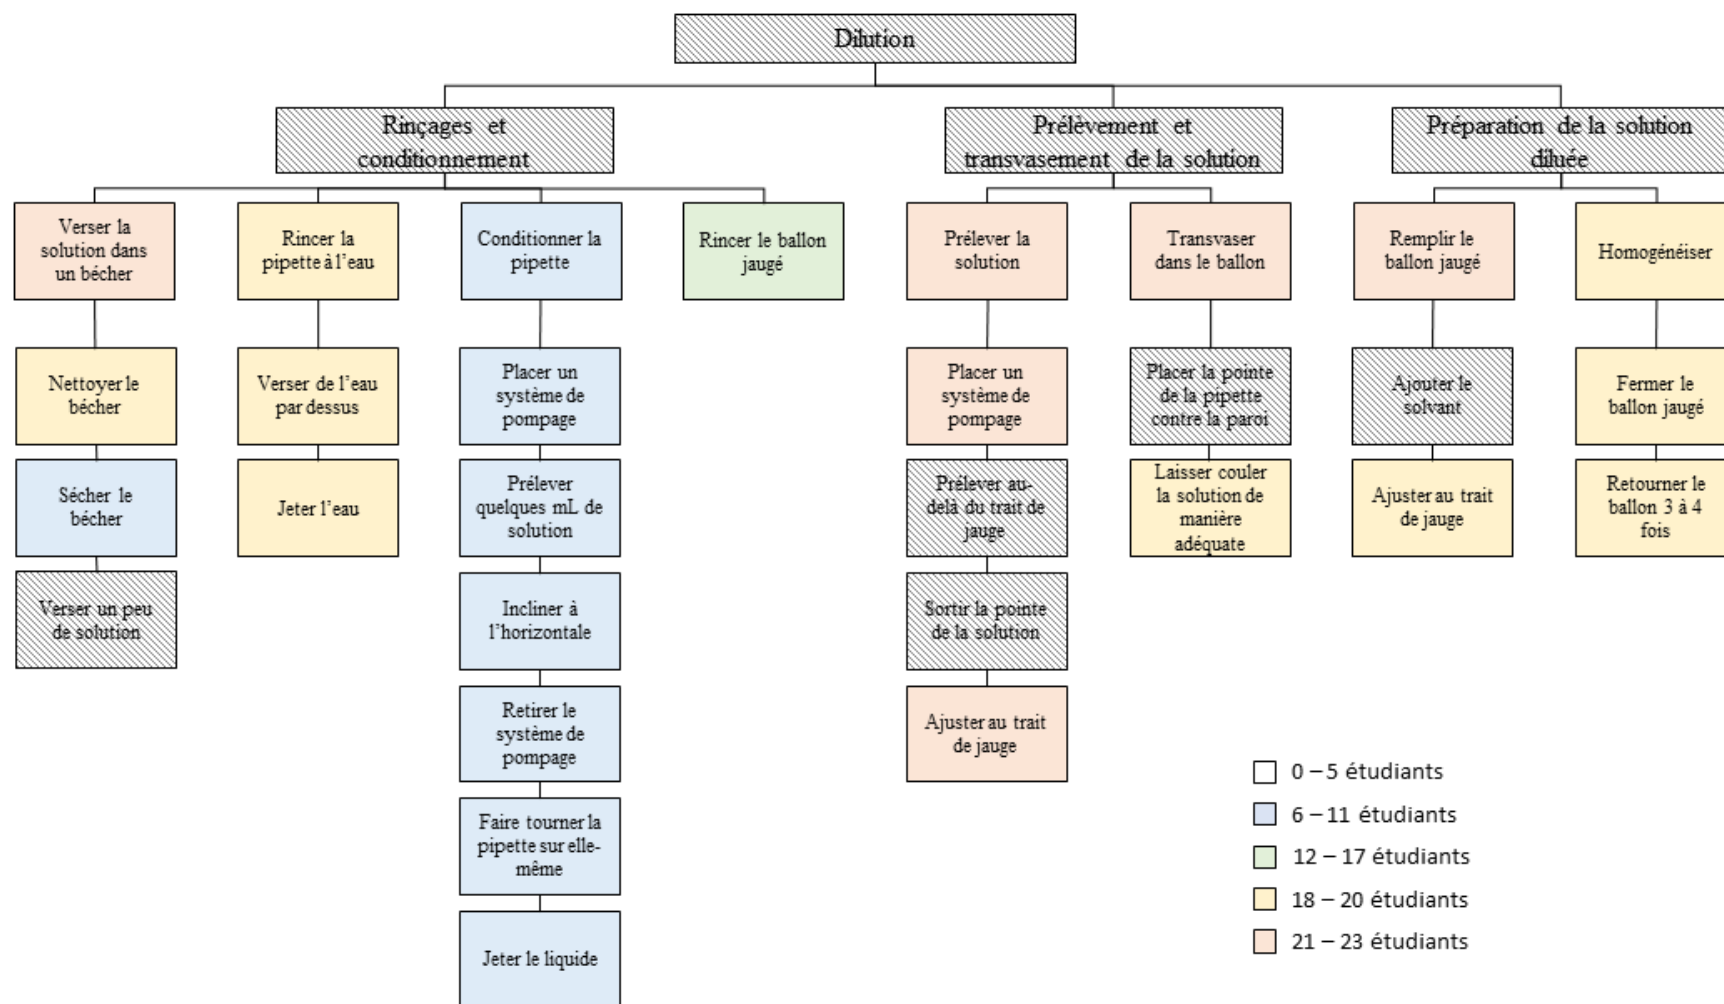 Dilution
Rinçages et
conditionnement
Prélèvement et
transvasement de la solution
Préparation de la solution
diluée
Verser la
solution dans
un bécher
Rincer la
pipette à l'eau
Conditionner la
pipette
Rincer le ballon
jaugé
Prélever la
solution
Transvaser
dans le ballon
Remplir le
ballon jaugé
Homogénéiser
Nettoyer le
bécher
Verser de l'eau
par dessus
Placer un
système de
pompage
Placer un
système de
pompage
Placer la pointe
de la pipette
contre la paroi
Ajouter le
solvant
Fermer le
ballon jaugé
Sécher le
bécher
Jeter l'eau
Prélever
quelques mL de
solution
Prélever au-
delà du trait de
jauge
Laisser couler
la solution de
manière
adéquate
Ajuster au trait
de jauge
Retourner le
ballon 3 à 4
fois
Verser un peu
de solution
Incliner à
l'horizontale
Sortir la pointe
de la solution
Retirer le
système de
pompage
Ajuster au trait
de jauge
Faire tourner la
pipette sur elle-
même
Jeter le liquide
0 – 5 étudiants
6 – 11 étudiants
12 – 17 étudiants
18 – 20 étudiants
21 – 23 étudiants